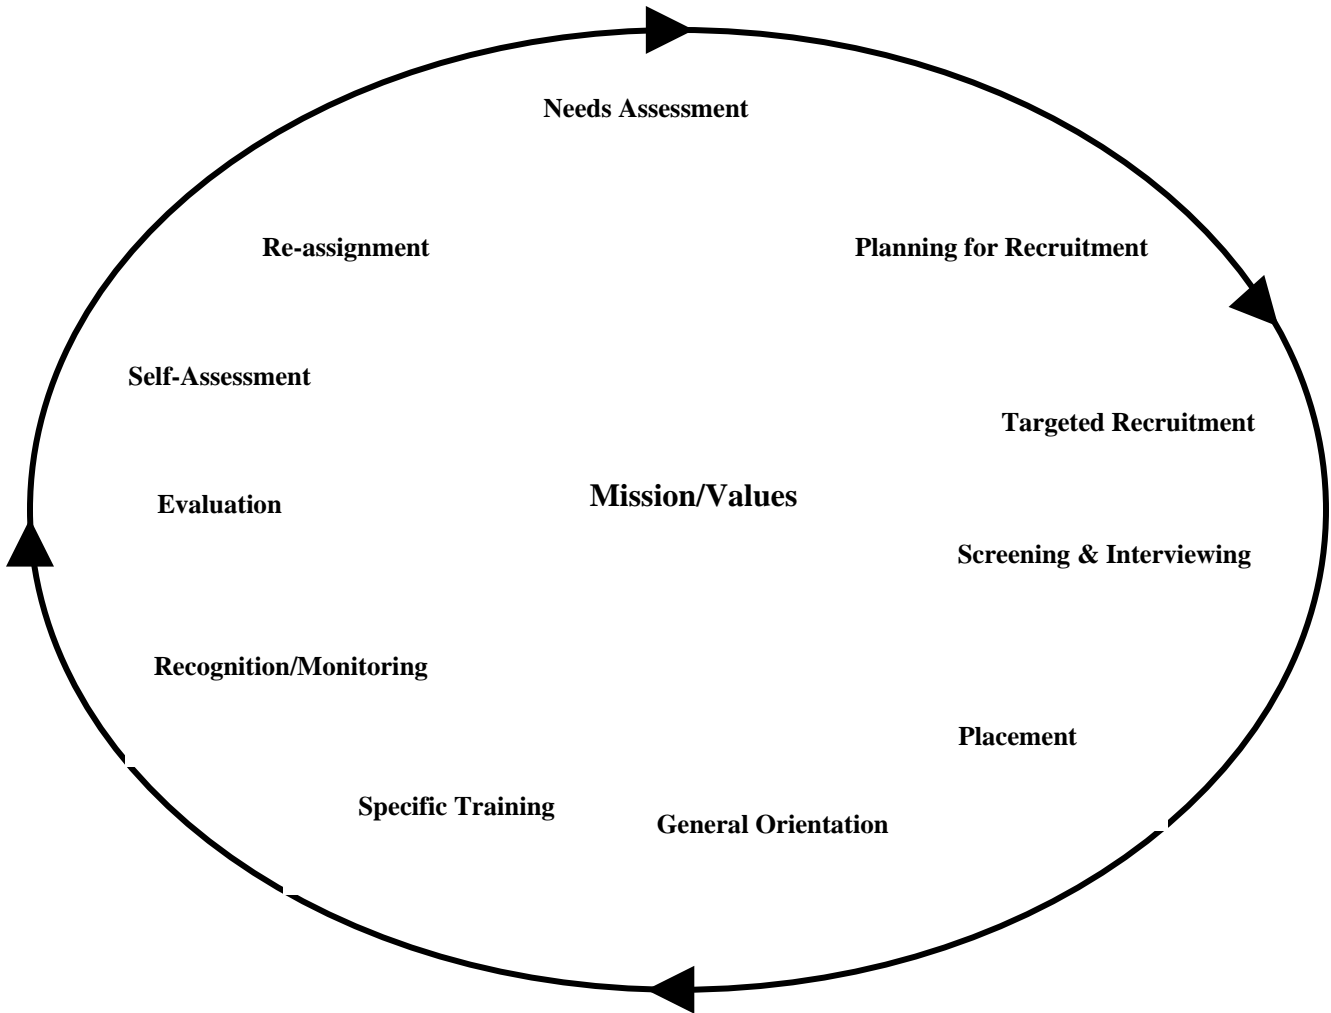 Needs Assessment
Re-assignment
Planning for Recruitment
Self-Assessment
Targeted Recruitment
Mission/Values
Evaluation
Screening & Interviewing
Recognition/Monitoring
Placement
Specific Training
General Orientation